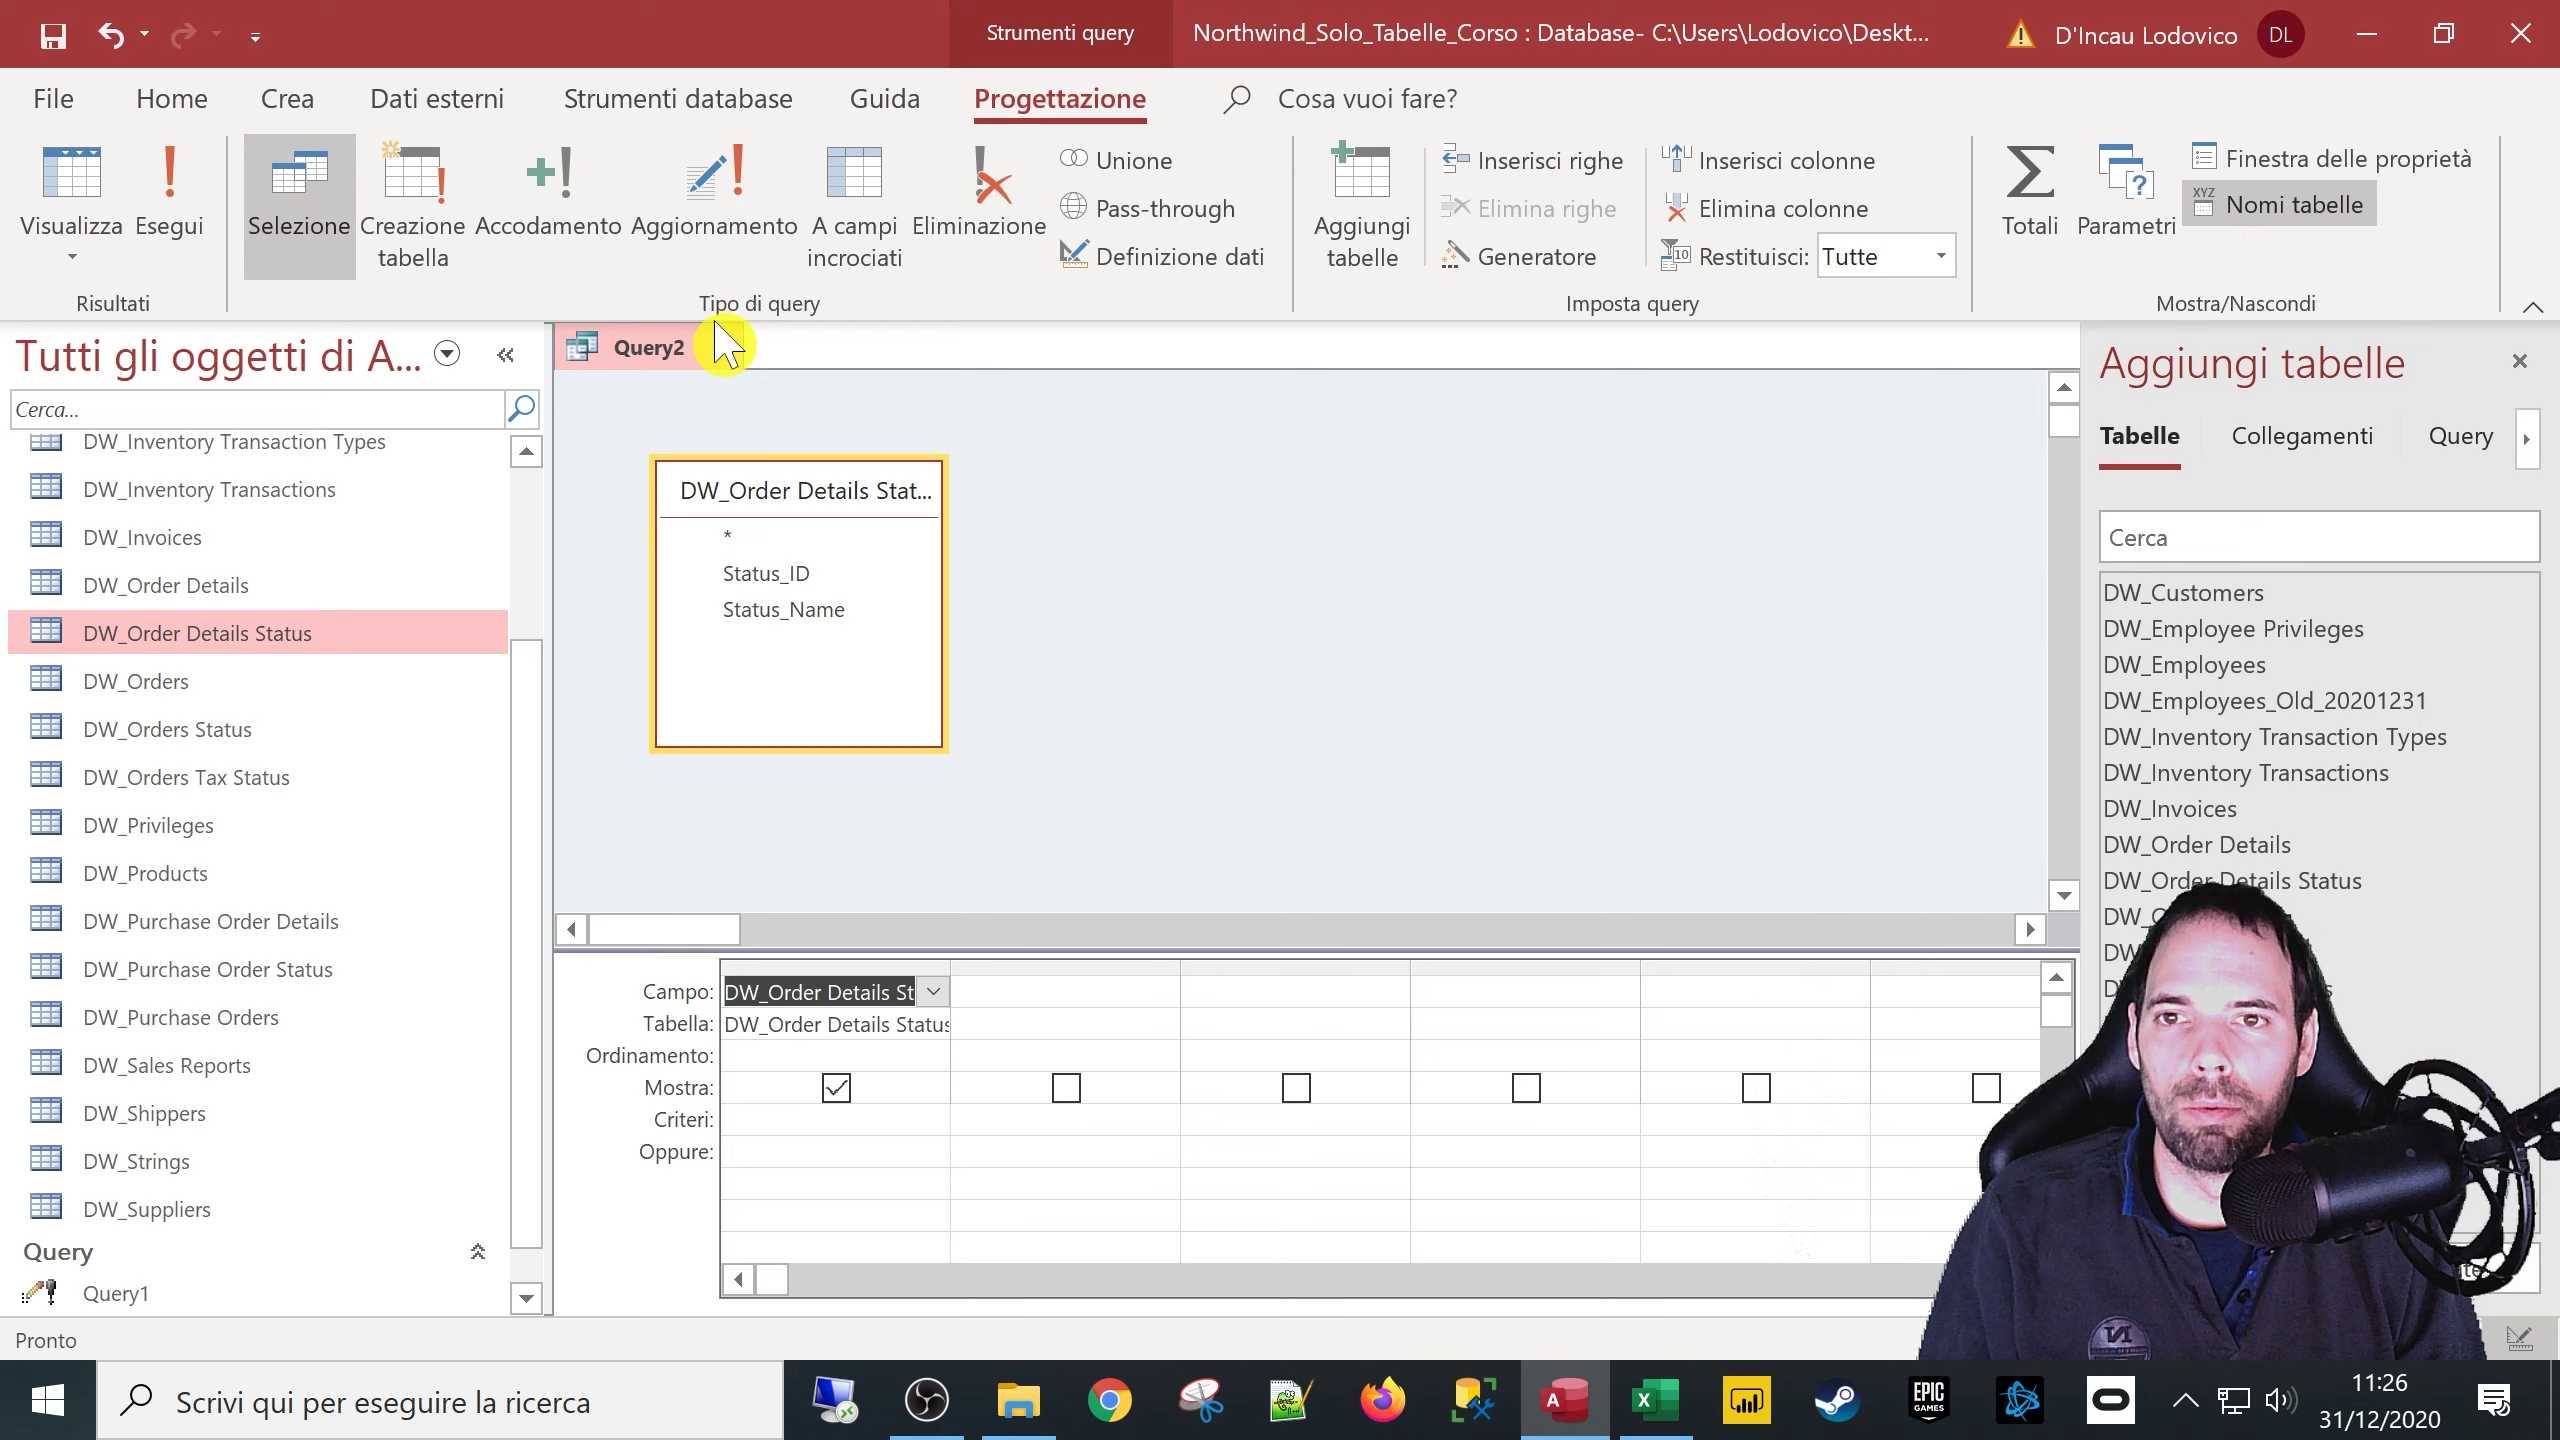 Strumenti query
Northwind_Solo_Tabelle_Corso : Database- C:\Users\Lodovico\Deskt...
D'Incau Lodovico
DL
File
Home
Crea
Dati esterni
Strumenti database
Guida
Progettazione
Cosa vuoi fare?
Visualizza
Esegui
Risultati
Selezione
Creazione tabella
Accodamento
Aggiornamento
A campi incrociati
Eliminazione
Unione
Pass-through
Definizione dati
Tipo di query
Aggiungi tabelle
Inserisci righe
Elimina righe
Generatore
Inserisci colonne
Elimina colonne
Restituisci:
Tutte
Imposta query
Totali
Parametri
Finestra delle proprietà
Nomi tabelle
Mostra/Nascondi
Tutti gli oggetti di A...
Cerca...
DW_Inventory Transaction Types
DW_Inventory Transactions
DW_Invoices
DW_Order Details
DW_Order Details Status
DW_Orders
DW_Orders Status
DW_Orders Tax Status
DW_Privileges
DW_Products
DW_Purchase Order Details
DW_Purchase Order Status
DW_Purchase Orders
DW_Sales Reports
DW_Shippers
DW_Strings
DW_Suppliers
Query
Query1
Query2
DW_Order Details Stat...
*
Status_ID
Status_Name
Campo:
DW_Order Details St
Tabella:
DW_Order Details Status
Ordinamento:
Mostra:
Criteri:
Oppure:
Aggiungi tabelle
Tabelle
Collegamenti
Query
Cerca
DW_Customers
DW_Employee Privileges
DW_Employees
DW_Employees_Old_20201231
DW_Inventory Transaction Types
DW_Inventory Transactions
DW_Invoices
DW_Order Details
DW_Order Details Status
Pronto
Scrivi qui per eseguire la ricerca
EPIC
GAMES
11:26
31/12/2020